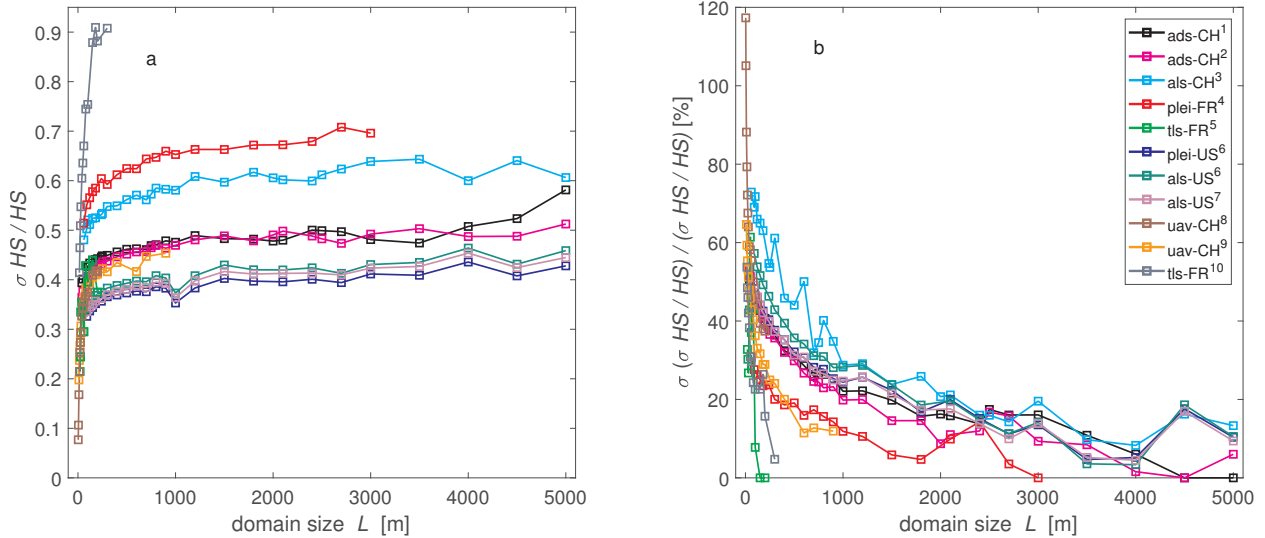 a
σ HS / HS
0.9
0.8
0.7
0.6
0.5
0.4
0.3
0.2
0.1
0
0 1000 2000 3000 4000 5000
domain size L [m]
b
σ (σ HS / HS) / (σ HS / HS) [%]
120
100
80
60
40
20
0
0 1000 2000 3000 4000 5000
domain size L [m]
ads-CH¹
ads-CH²
als-CH³
plei-FR⁴
tls-FR⁵
plei-US⁶
als-US⁶
als-US⁷
uav-CH⁸
uav-CH⁹
tls-FR¹⁰